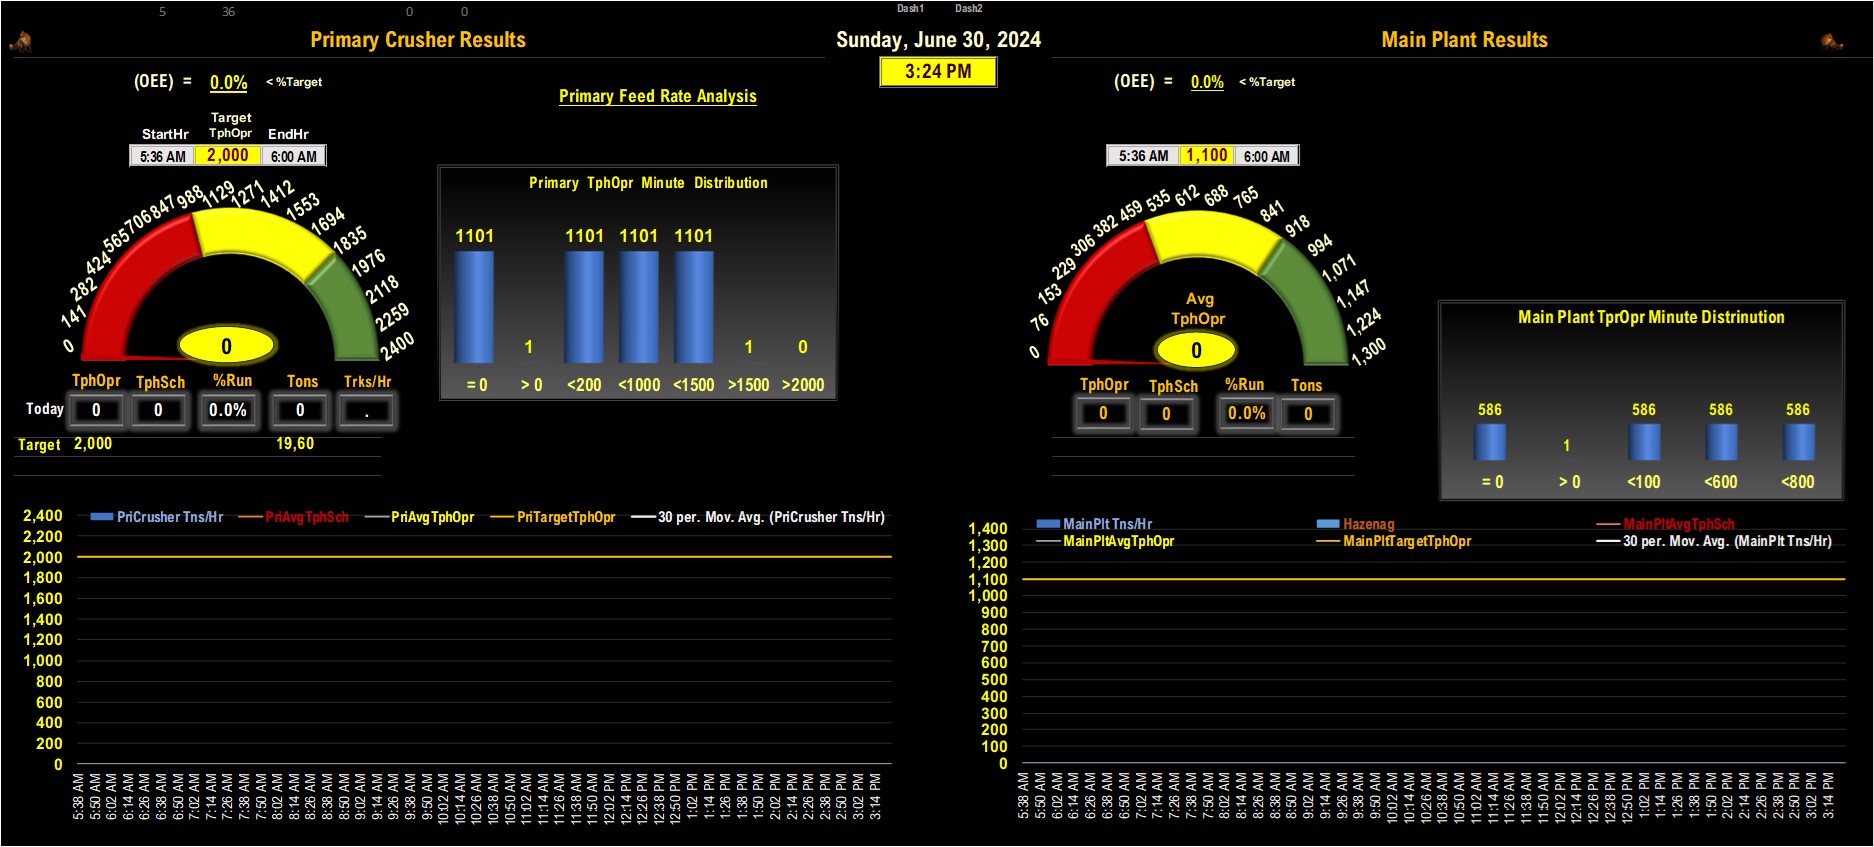 5 36 0 0 Dash1 Dash2
Primary Crusher Results
Sunday, June 30, 2024
Main Plant Results
3:24 PM
(OEE) = 0.0% < %Target
Primary Feed Rate Analysis
Target
StartHr TphOpr EndHr
5:36 AM 2,000 6:00 AM
0 141 282 424 565 706 847 988 1129 1271 1412 1553 1694 1835 1976 2118 2259 2400
0
TphOpr TphSch %Run Tons Trks/Hr
Today 0 0 0.0% 0 .
Target 2,000 19,60
Primary TphOpr Minute Distribution
1101 1 1101 1101 1101 1 0
= 0 > 0 <200 <1000 <1500 >1500 >2000
(OEE) = 0.0% < %Target
5:36 AM 1,100 6:00 AM
0 76 153 229 306 382 459 535 612 688 765 841 918 994 1,071 1,147 1,224 1,300
Avg
TphOpr
0
TphOpr TphSch %Run Tons
0 0 0.0% 0
Main Plant TprOpr Minute Distrinution
586 1 586 586 586
= 0 > 0 <100 <600 <800
PriCrusher Tns/Hr PriAvgTphSch PriAvgTphOpr PriTargetTphOpr 30 per. Mov. Avg. (PriCrusher Tns/Hr)
2,400
2,200
2,000
1,800
1,600
1,400
1,200
1,000
800
600
400
200
0
5:38 AM 5:50 AM 6:02 AM 6:14 AM 6:26 AM 6:38 AM 6:50 AM 7:02 AM 7:14 AM 7:26 AM 7:38 AM 7:50 AM 8:02 AM 8:14 AM 8:26 AM 8:38 AM 8:50 AM 9:02 AM 9:14 AM 9:26 AM 9:38 AM 9:50 AM 10:02 AM 10:14 AM 10:26 AM 10:38 AM 10:50 AM 11:02 AM 11:14 AM 11:26 AM 11:38 AM 11:50 AM 12:02 PM 12:14 PM 12:26 PM 12:38 PM 12:50 PM 1:02 PM 1:14 PM 1:26 PM 1:38 PM 1:50 PM 2:02 PM 2:14 PM 2:26 PM 2:38 PM 2:50 PM 3:02 PM 3:14 PM
MainPlt Tns/Hr Hazenag MainPltAvgTphSch
MainPltAvgTphOpr MainPltTargetTphOpr 30 per. Mov. Avg. (MainPlt Tns/Hr)
1,400
1,300
1,200
1,100
1,000
900
800
700
600
500
400
300
200
100
0
5:38 AM 5:50 AM 6:02 AM 6:14 AM 6:26 AM 6:38 AM 6:50 AM 7:02 AM 7:14 AM 7:26 AM 7:38 AM 7:50 AM 8:02 AM 8:14 AM 8:26 AM 8:38 AM 8:50 AM 9:02 AM 9:14 AM 9:26 AM 9:38 AM 9:50 AM 10:02 AM 10:14 AM 10:26 AM 10:38 AM 10:50 AM 11:02 AM 11:14 AM 11:26 AM 11:38 AM 11:50 AM 12:02 PM 12:14 PM 12:26 PM 12:38 PM 12:50 PM 1:02 PM 1:14 PM 1:26 PM 1:38 PM 1:50 PM 2:02 PM 2:14 PM 2:26 PM 2:38 PM 2:50 PM 3:02 PM 3:14 PM